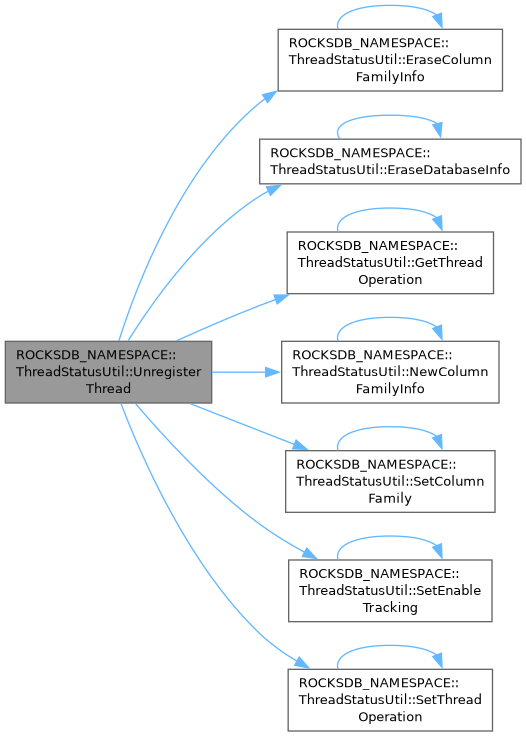 ROCKSDB_NAMESPACE::
ThreadStatusUtil::EraseColumn
FamilyInfo
ROCKSDB_NAMESPACE::
ThreadStatusUtil::EraseDatabaseInfo
ROCKSDB_NAMESPACE::
ThreadStatusUtil::GetThread
Operation
ROCKSDB_NAMESPACE::
ThreadStatusUtil::Unregister
Thread
ROCKSDB_NAMESPACE::
ThreadStatusUtil::NewColumn
FamilyInfo
ROCKSDB_NAMESPACE::
ThreadStatusUtil::SetColumn
Family
ROCKSDB_NAMESPACE::
ThreadStatusUtil::SetEnable
Tracking
ROCKSDB_NAMESPACE::
ThreadStatusUtil::SetThread
Operation